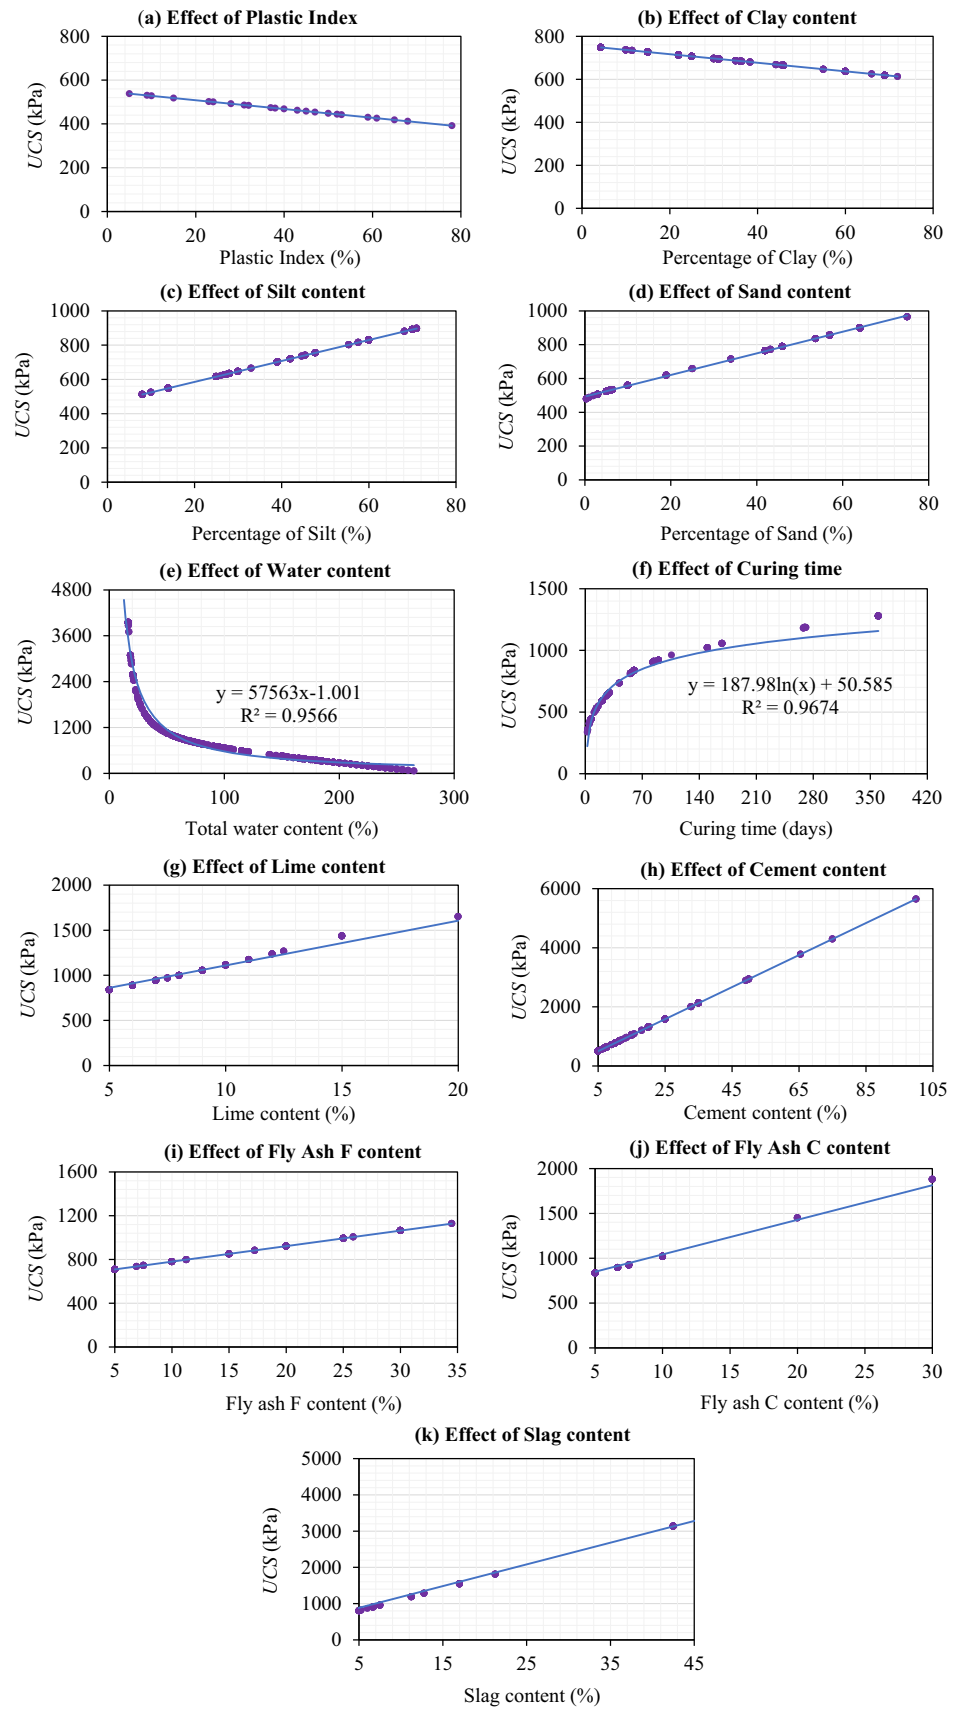 (a) Effect of Plastic Index
800
600
400
200
0
UCS (kPa)
0 20 40 60 80
Plastic Index (%)
(b) Effect of Clay content
800
600
400
200
0
UCS (kPa)
0 20 40 60 80
Percentage of Clay (%)
(c) Effect of Silt content
1000
800
600
400
200
0
UCS (kPa)
0 20 40 60 80
Percentage of Silt (%)
(d) Effect of Sand content
1000
800
600
400
200
0
UCS (kPa)
0 20 40 60 80
Percentage of Sand (%)
(e) Effect of Water content
4800
3600
2400
1200
0
UCS (kPa)
y = 57563x-1.001
R² = 0.9566
0 100 200 300
Total water content (%)
(f) Effect of Curing time
1500
1000
500
0
UCS (kPa)
y = 187.98ln(x) + 50.585
R² = 0.9674
0 70 140 210 280 350 420
Curing time (days)
(g) Effect of Lime content
2000
1500
1000
500
0
UCS (kPa)
5 10 15 20
Lime content (%)
(h) Effect of Cement content
6000
4000
2000
0
UCS (kPa)
5 25 45 65 85 105
Cement content (%)
(i) Effect of Fly Ash F content
1600
1200
800
400
0
UCS (kPa)
5 10 15 20 25 30 35
Fly ash F content (%)
(j) Effect of Fly Ash C content
2000
1500
1000
500
0
UCS (kPa)
5 10 15 20 25 30
Fly ash C content (%)
(k) Effect of Slag content
5000
4000
3000
2000
1000
0
UCS (kPa)
5 15 25 35 45
Slag content (%)